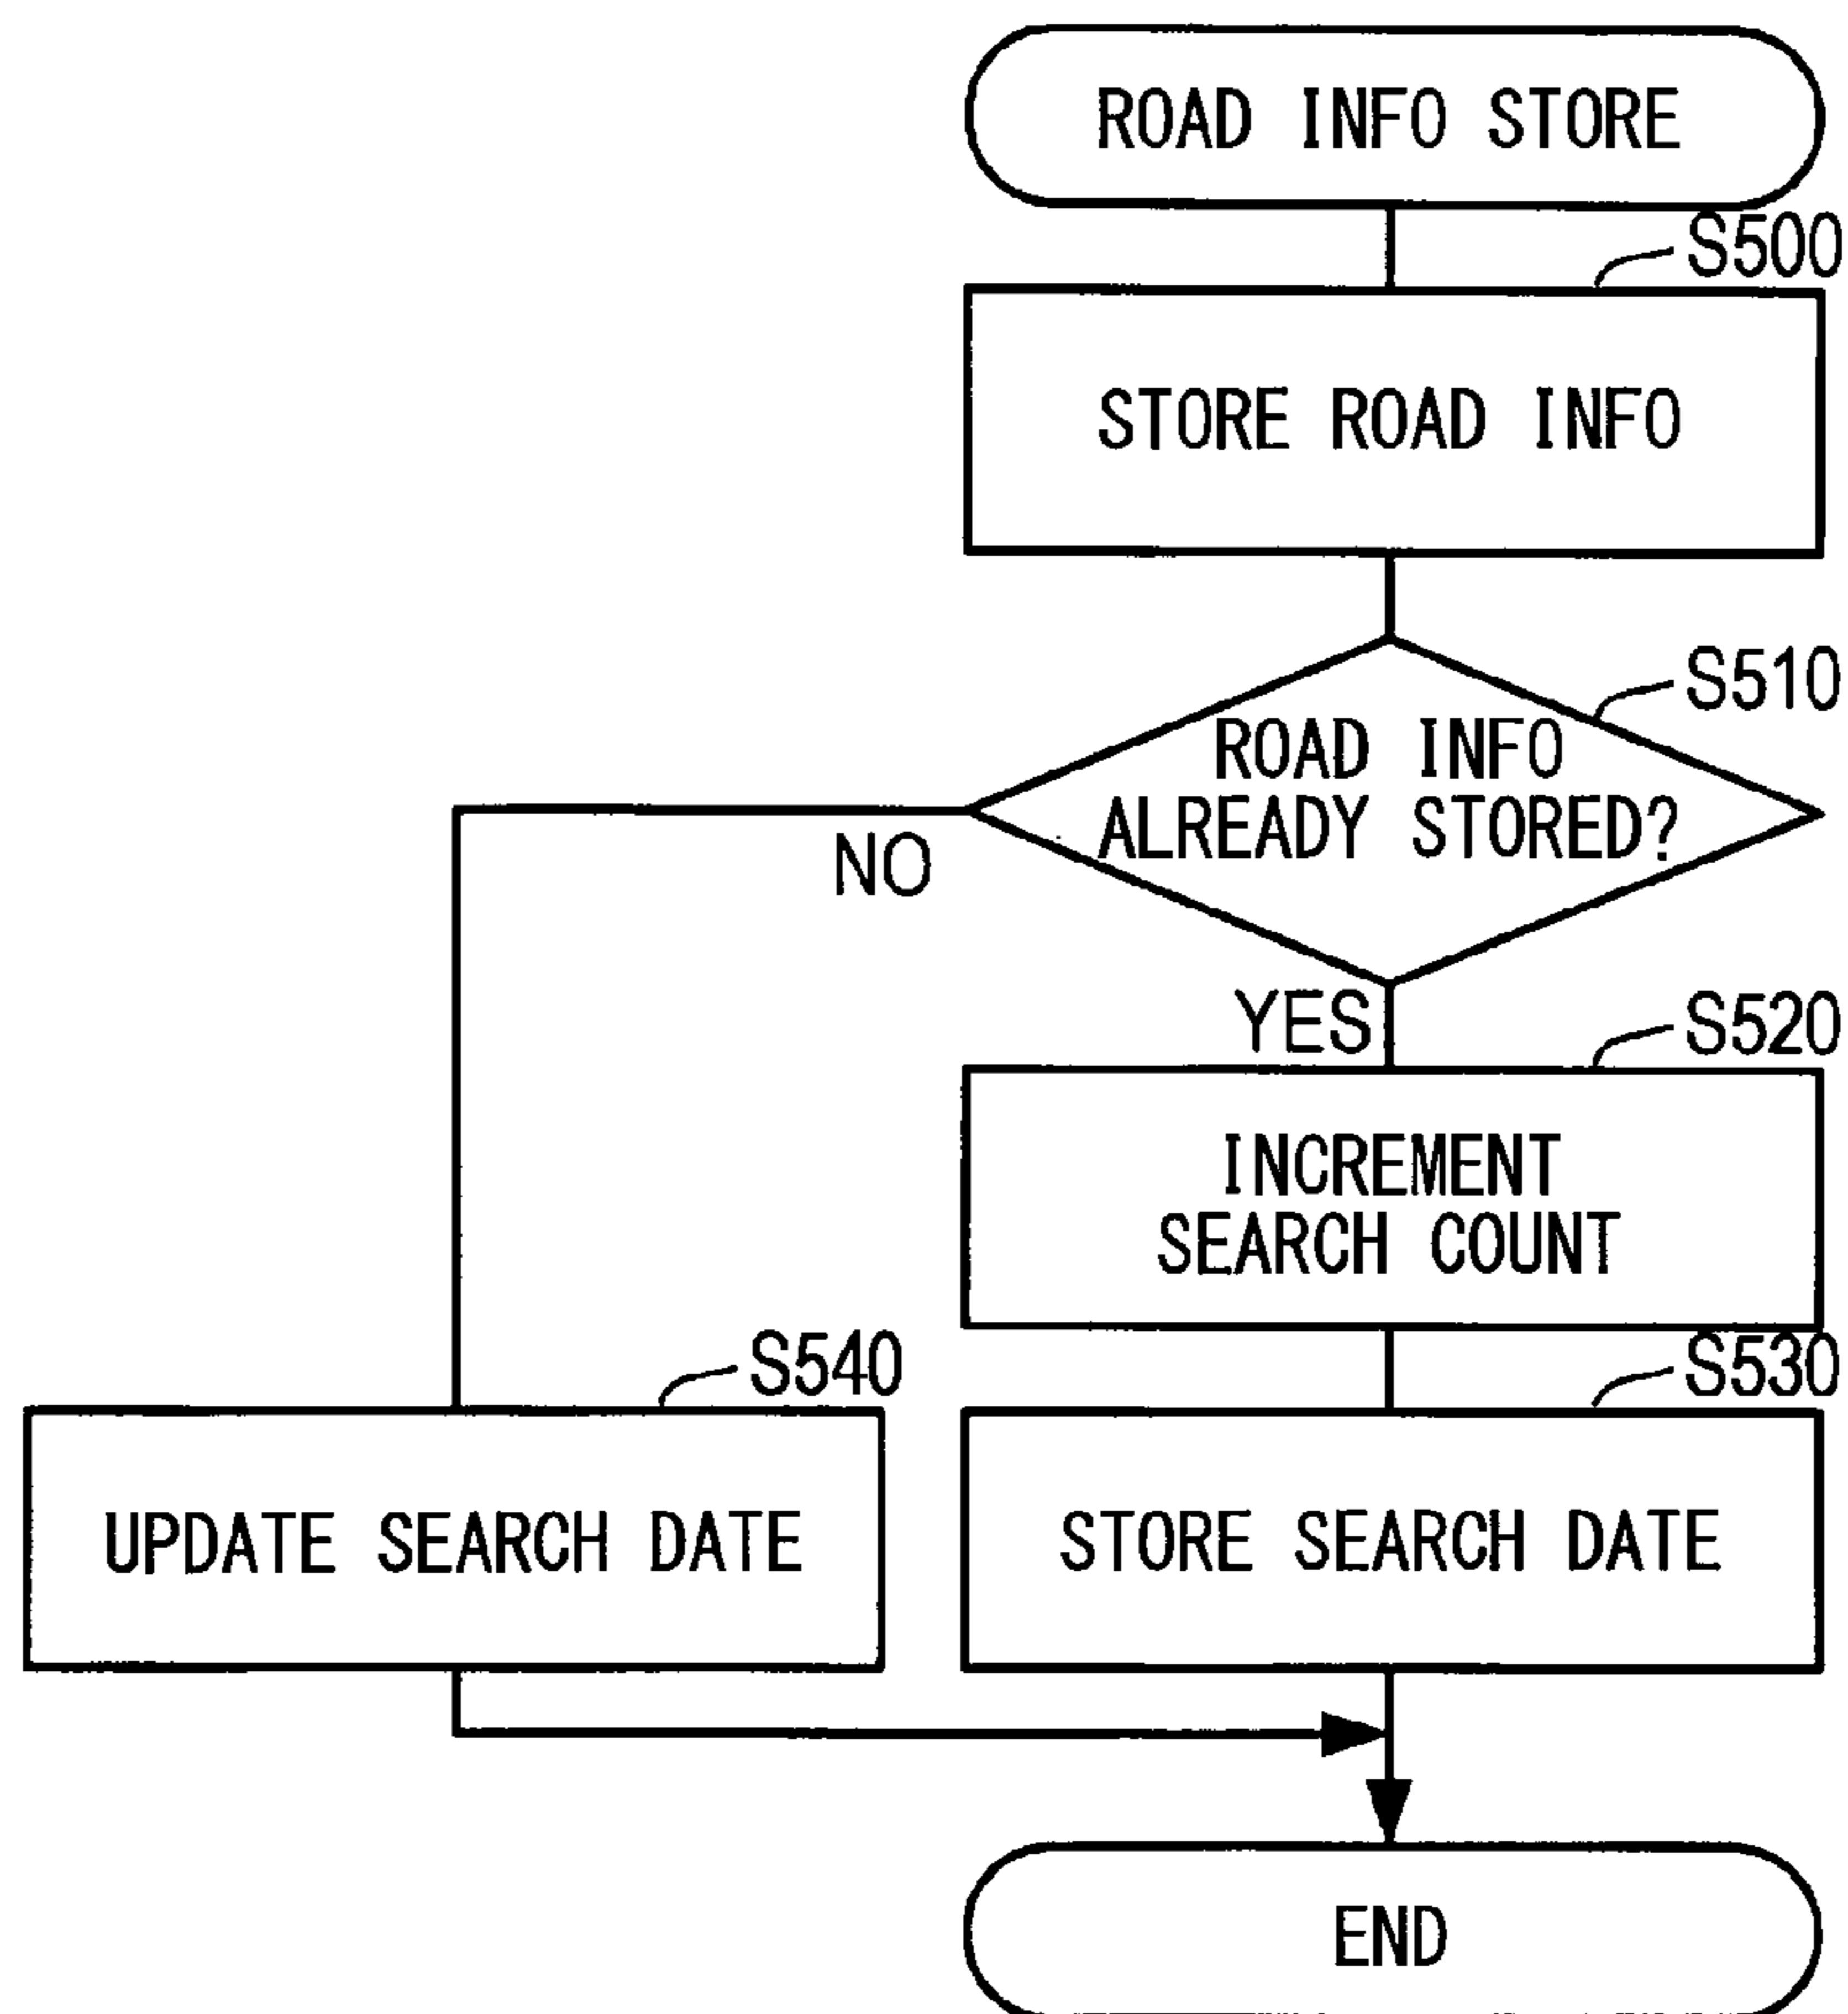 ROAD INFO STORE
S500
STORE ROAD INFO
S510
ROAD INFO
ALREADY STORED?
NO
YES
S520
INCREMENT
SEARCH COUNT
S540
S530
UPDATE SEARCH DATE
STORE SEARCH DATE
END